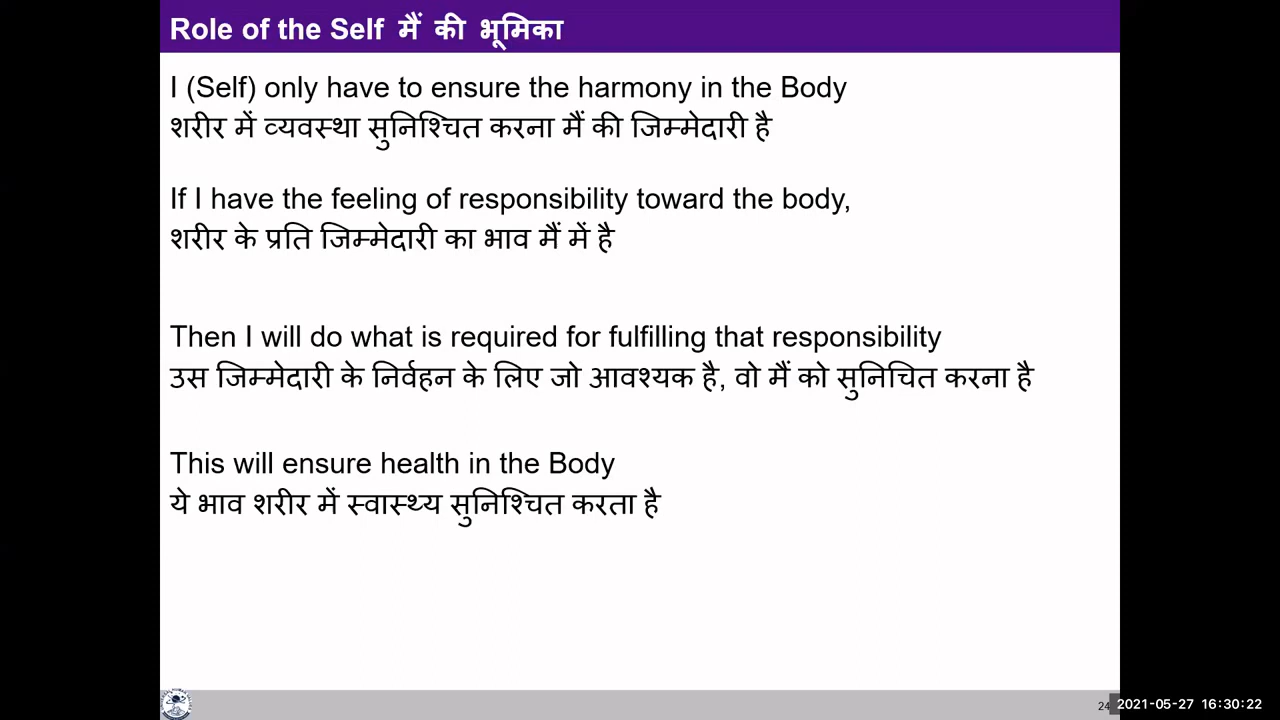 Role of the Self मैं की भूमिका
I (Self) only have to ensure the harmony in the Body
शरीर में व्यवस्था सुनिश्चित करना मैं की जिम्मेदारी है
If I have the feeling of responsibility toward the body,
शरीर के प्रति जिम्मेदारी का भाव मैं में है
Then I will do what is required for fulfilling that responsibility
उस जिम्मेदारी के निर्वहन के लिए जो आवश्यक है, वो मैं को सुनिचित करना है
This will ensure health in the Body
ये भाव शरीर में स्वास्थ्य सुनिश्चित करता है
24
2021-05-27 16:30:22